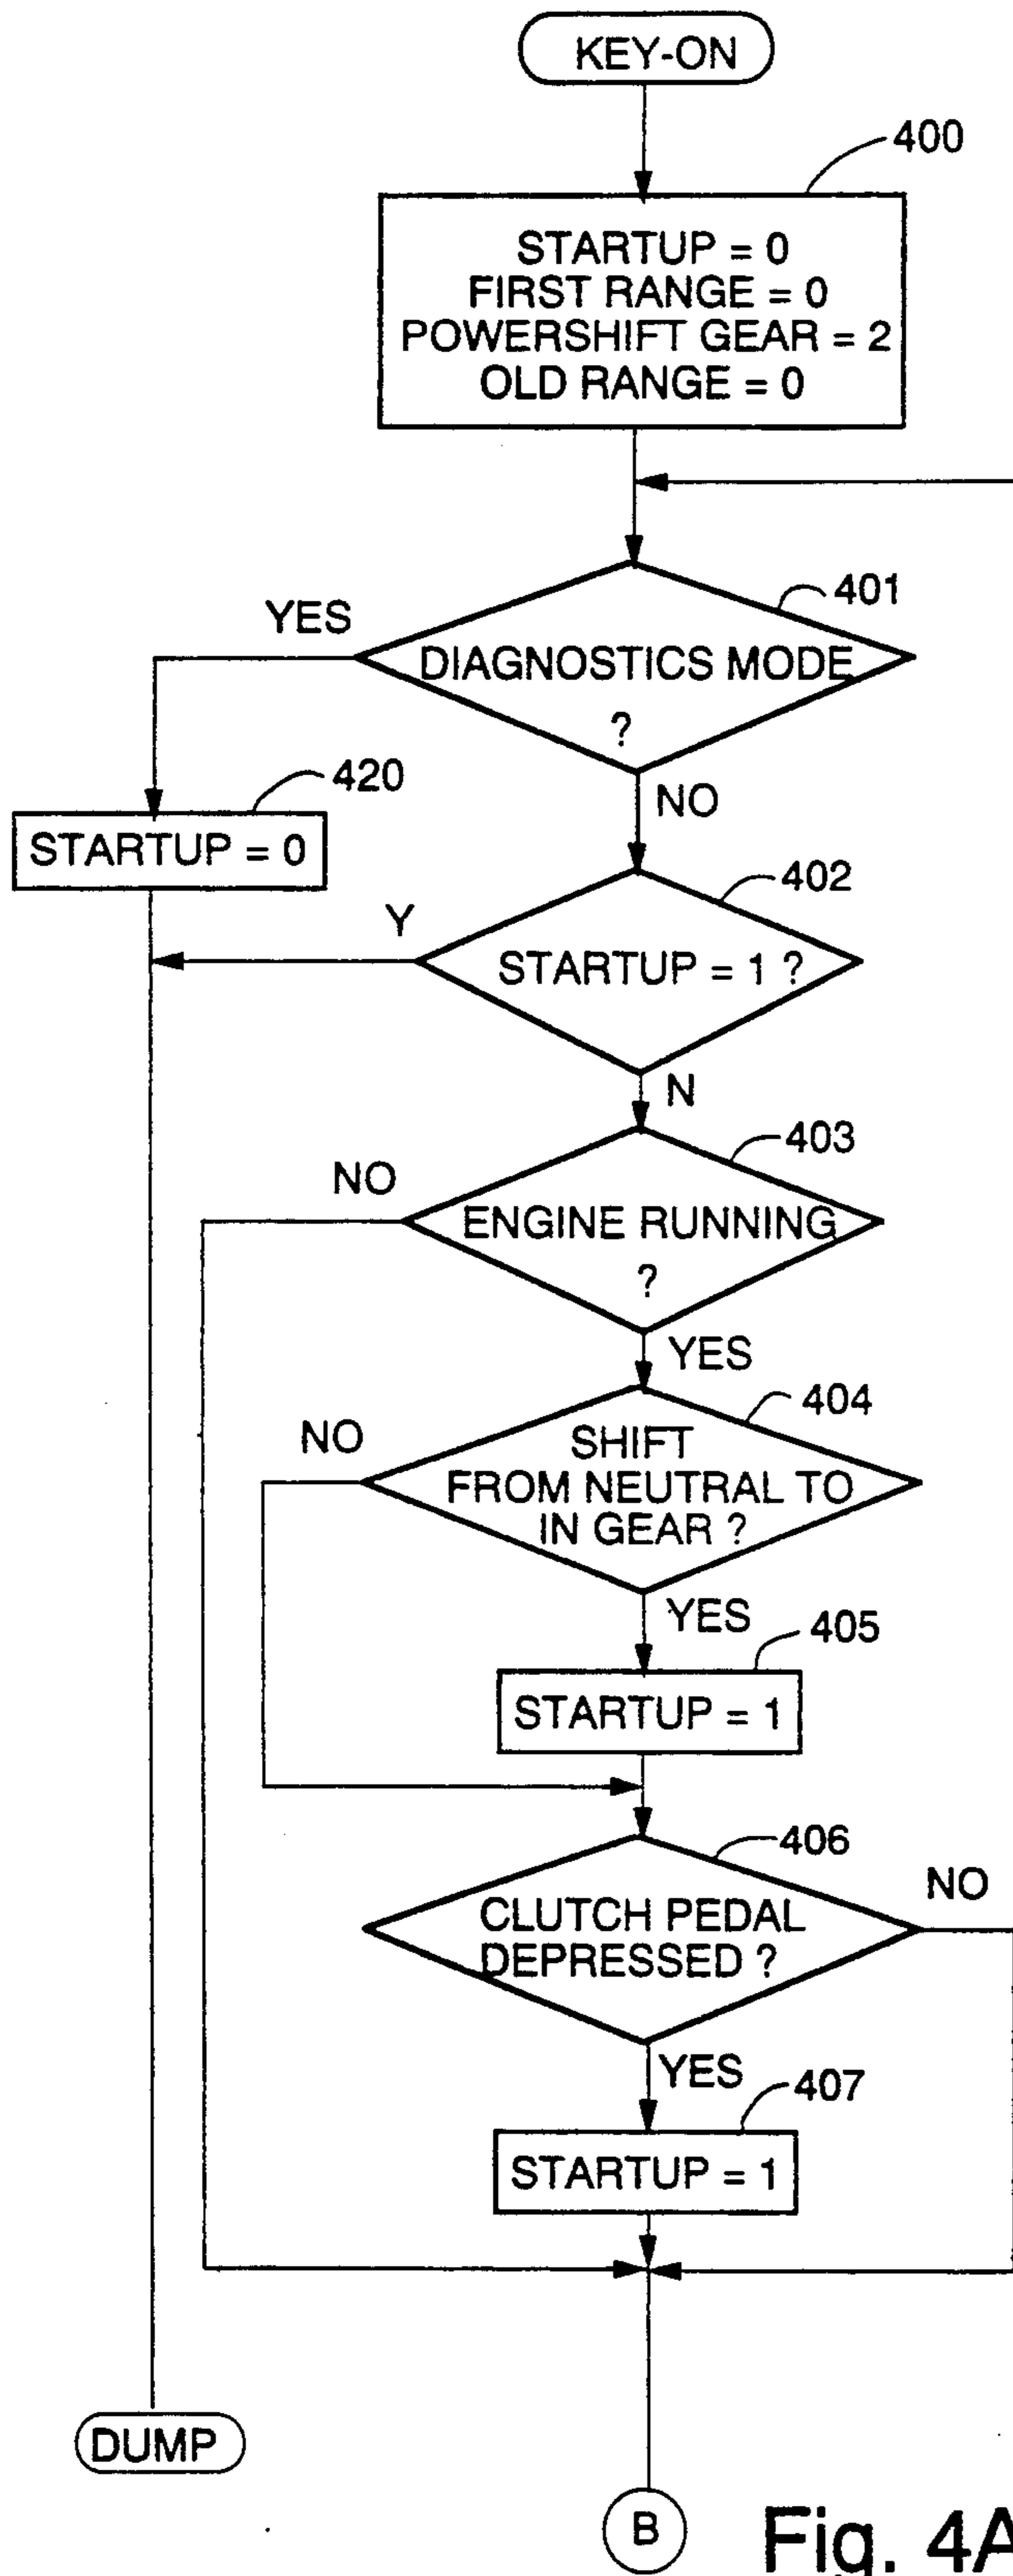 KEY-ON
400
STARTUP = 0
FIRST RANGE = 0
POWERSHIFT GEAR = 2
OLD RANGE = 0
401
YES
DIAGNOSTICS MODE
?
NO
420
STARTUP = 0
402
Y
STARTUP = 1 ?
N
403
NO
ENGINE RUNNING
?
YES
404
NO
SHIFT
FROM NEUTRAL TO
IN GEAR ?
YES
405
STARTUP = 1
406
NO
CLUTCH PEDAL
DEPRESSED ?
YES
407
STARTUP = 1
DUMP
B
Fig. 4A